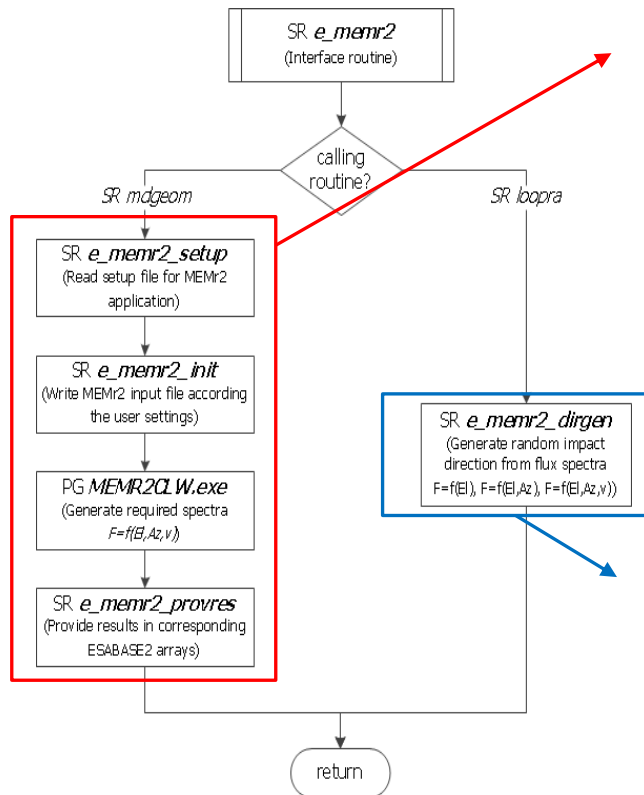 SR e_memr2
(Interface routine)
calling
routine?
SR mdgeom
SR loopra
SR e_memr2_setup
(Read setup file for MEMr2
application)
SR e_memr2_init
(Write MEMr2 input file according
the user settings)
PG MEMR2CLW.exe
(Generate required spectra
F=f(El,Az,v))
SR e_memr2_provres
(Provide results in corresponding
ESABASE2 arrays)
SR e_memr2_dirgen
(Generate random impact
direction from flux spectra
F=f(El), F=f(El,Az), F=f(El,Az,v))
return